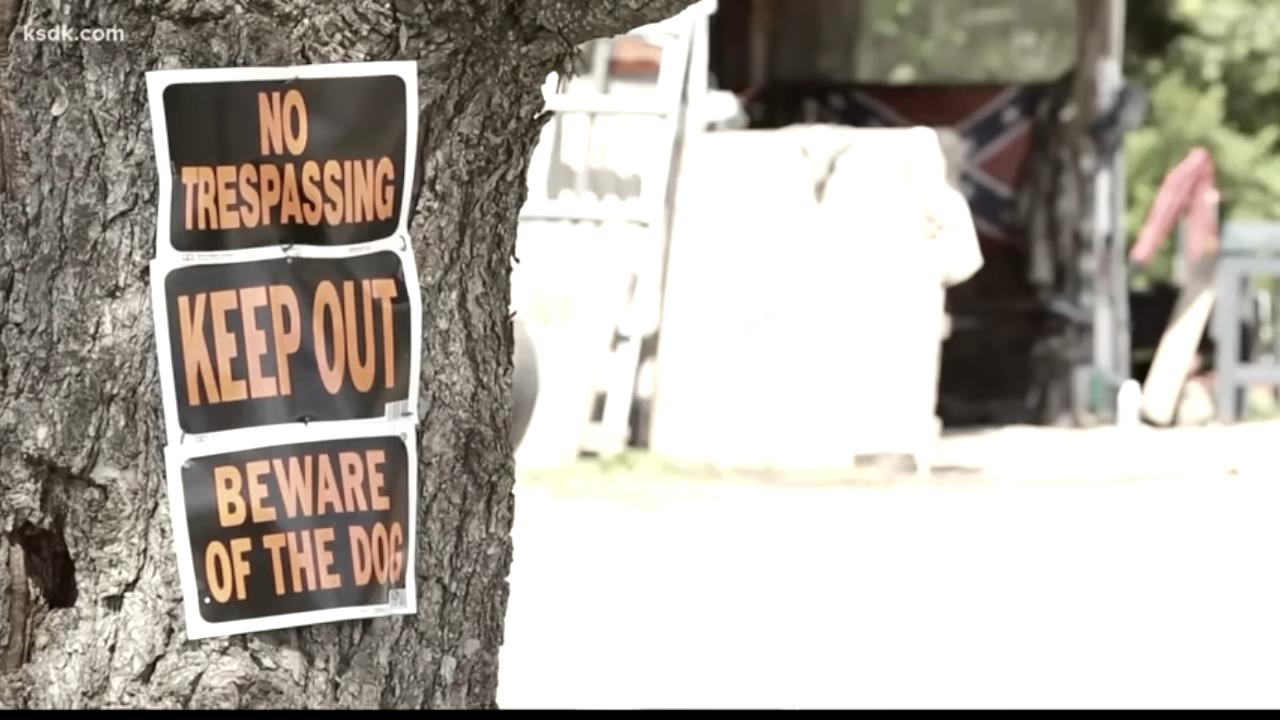 ksdk.com
NO
TRESPASSING
KEEP OUT
BEWARE
OF THE DOG